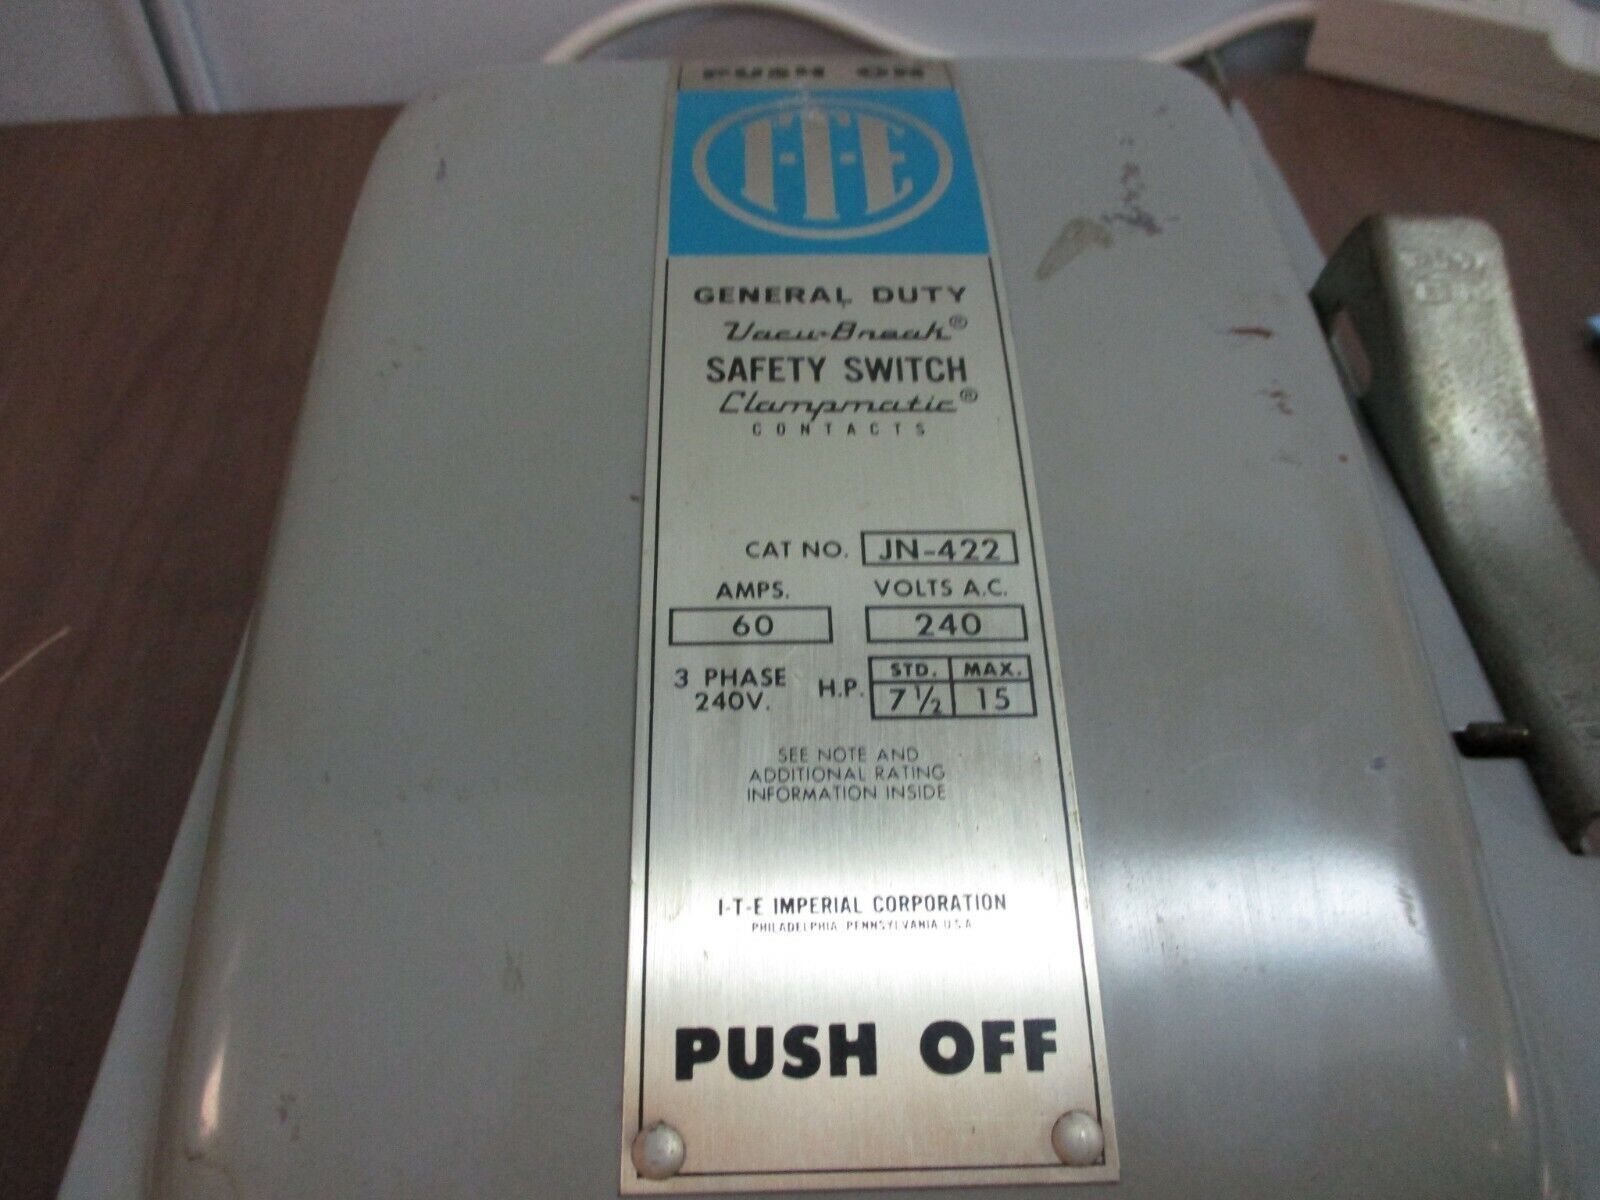 PUSH ON
I-T-E
GENERAL DUTY
Vacu-Break®
SAFETY SWITCH
Clampmatic®
CONTACTS
CAT NO. JN-422
AMPS. VOLTS A.C.
60 240
3 PHASE 240V. H.P. STD. MAX.
7 1/2 15
SEE NOTE AND
ADDITIONAL RATING
INFORMATION INSIDE
I-T-E IMPERIAL CORPORATION
PHILADELPHIA, PENNSYLVANIA U.S.A.
PUSH OFF